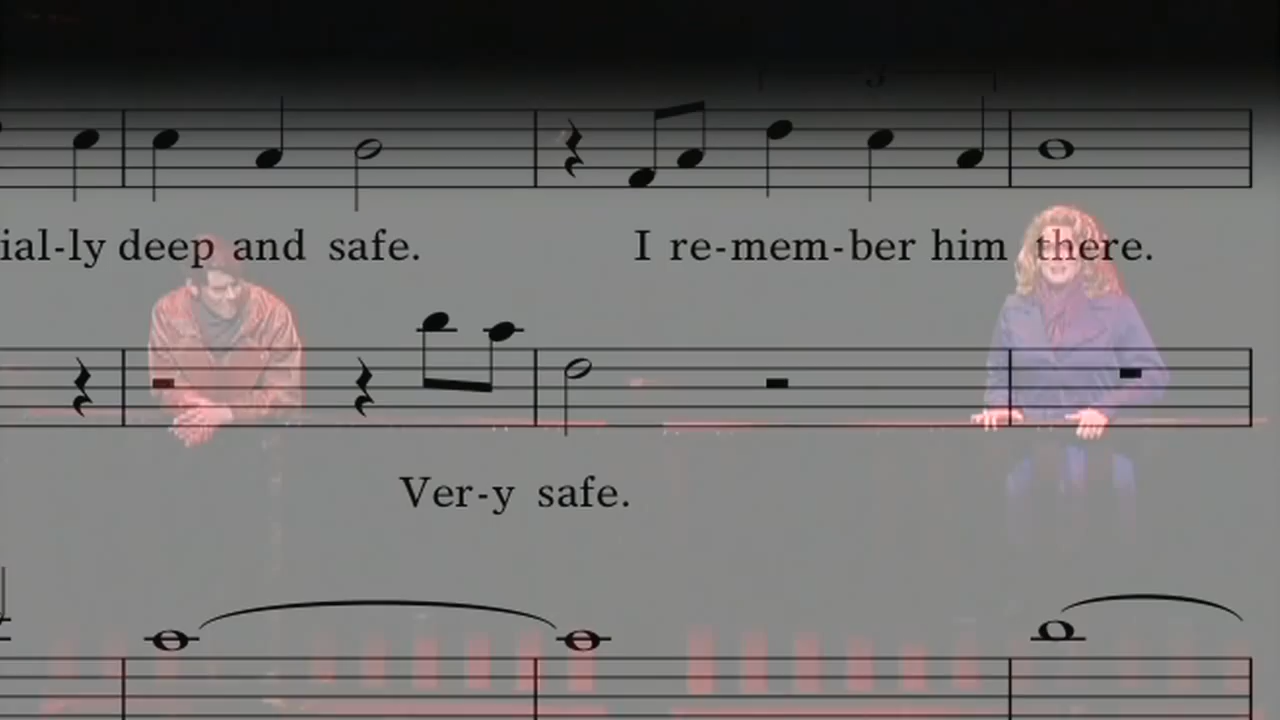 ial-ly deep and safe. I re-mem-ber him there.
Ver-y safe.